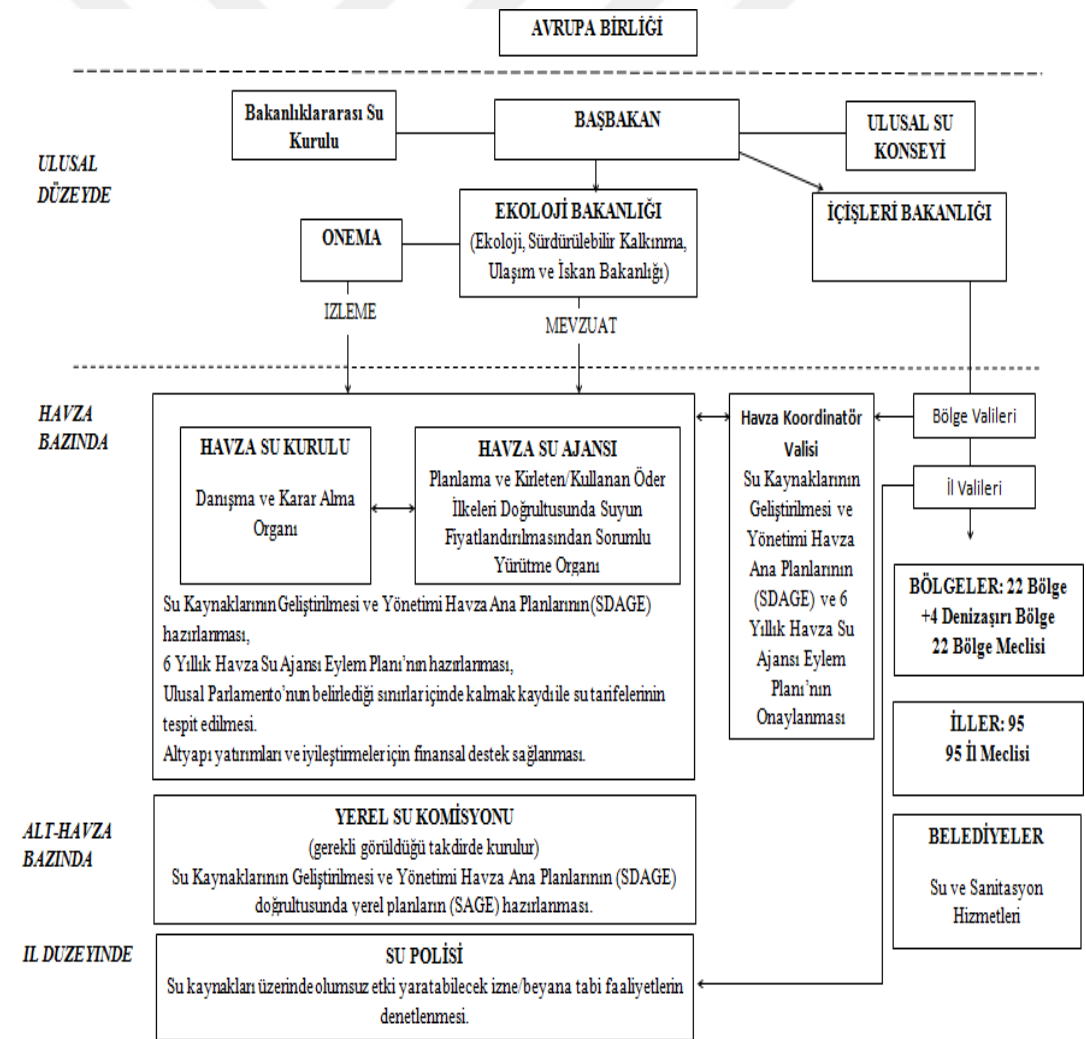 AVRUPA BİRLİĞİ
ULUSAL
DÜZEYDE
Bakanlıklararası Su
Kurulu
BAŞBAKAN
ULUSAL SU
KONSEYİ
ONEMA
EKOLOJİ BAKANLIĞI
(Ekoloji, Sürdürülebilir Kalkınma,
Ulaşım ve İskan Bakanlığı)
İÇİŞLERİ BAKANLIĞI
IZLEME
MEVZUAT
HAVZA
BAZINDA
HAVZA SU KURULU
Danışma ve Karar Alma
Organı
HAVZA SU AJANSI
Planlama ve Kirleten/Kullanan Öder
İlkeleri Doğrultusunda Suyun
Fiyatlandırılmasından Sorumlu
Yürütme Organı
Su Kaynaklarının Geliştirilmesi ve Yönetimi Havza Ana Planlarının (SDAGE)
hazırlanması,
6 Yıllık Havza Su Ajansı Eylem Planı’nın hazırlanması,
Ulusal Parlamento’nun belirlediği sınırlar içinde kalmak kaydı ile su tarifelerinin
tespit edilmesi.
Altyapı yatırımları ve iyileştirmeler için finansal destek sağlanması.
Havza Koordinatör
Valisi
Su Kaynaklarının
Geliştirilmesi ve
Yönetimi Havza
Ana Planlarının
(SDAGE) ve 6
Yıllık Havza Su
Ajansı Eylem
Planı’nın
Onaylanması
Bölge Valileri
İl Valileri
BÖLGELER: 22 Bölge
+4 Denizaşırı Bölge
22 Bölge Meclisi
İLLER: 95
95 İl Meclisi
BELEDİYELER
Su ve Sanitasyon
Hizmetleri
ALT-HAVZA
BAZINDA
YEREL SU KOMİSYONU
(gerekli görüldüğü takdirde kurulur)
Su Kaynaklarının Geliştirilmesi ve Yönetimi Havza Ana Planlarının (SDAGE)
doğrultusunda yerel planların (SAGE) hazırlanması.
IL DUZEYINDE
SU POLİSİ
Su kaynakları üzerinde olumsuz etki yaratabilecek izne/beyana tabi faaliyetlerin
denetlenmesi.